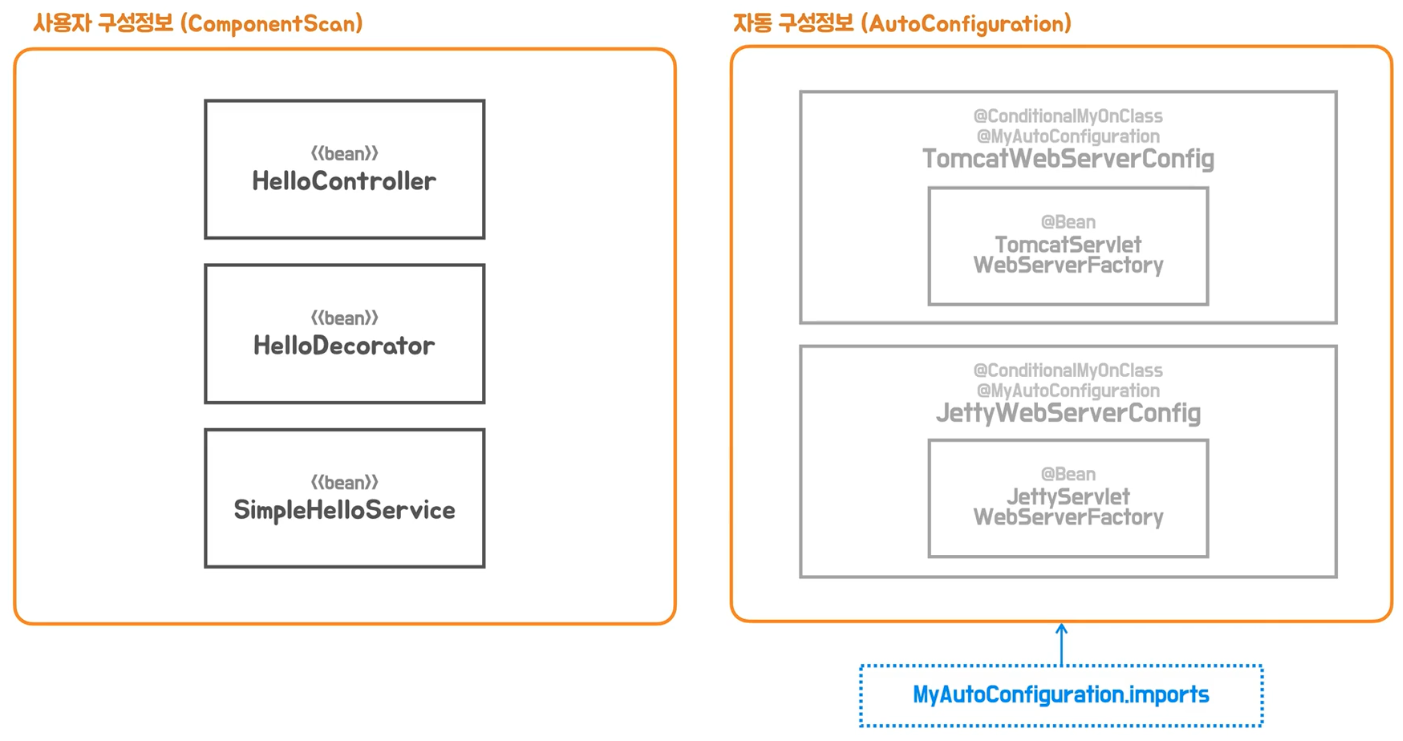 사용자 구성정보 (ComponentScan)
⟪bean⟫
HelloController
⟪bean⟫
HelloDecorator
⟪bean⟫
SimpleHelloService
자동 구성정보 (AutoConfiguration)
@ConditionalMyOnClass
@MyAutoConfiguration
TomcatWebServerConfig
@Bean
TomcatServlet
WebServerFactory
@ConditionalMyOnClass
@MyAutoConfiguration
JettyWebServerConfig
@Bean
JettyServlet
WebServerFactory
MyAutoConfiguration.imports